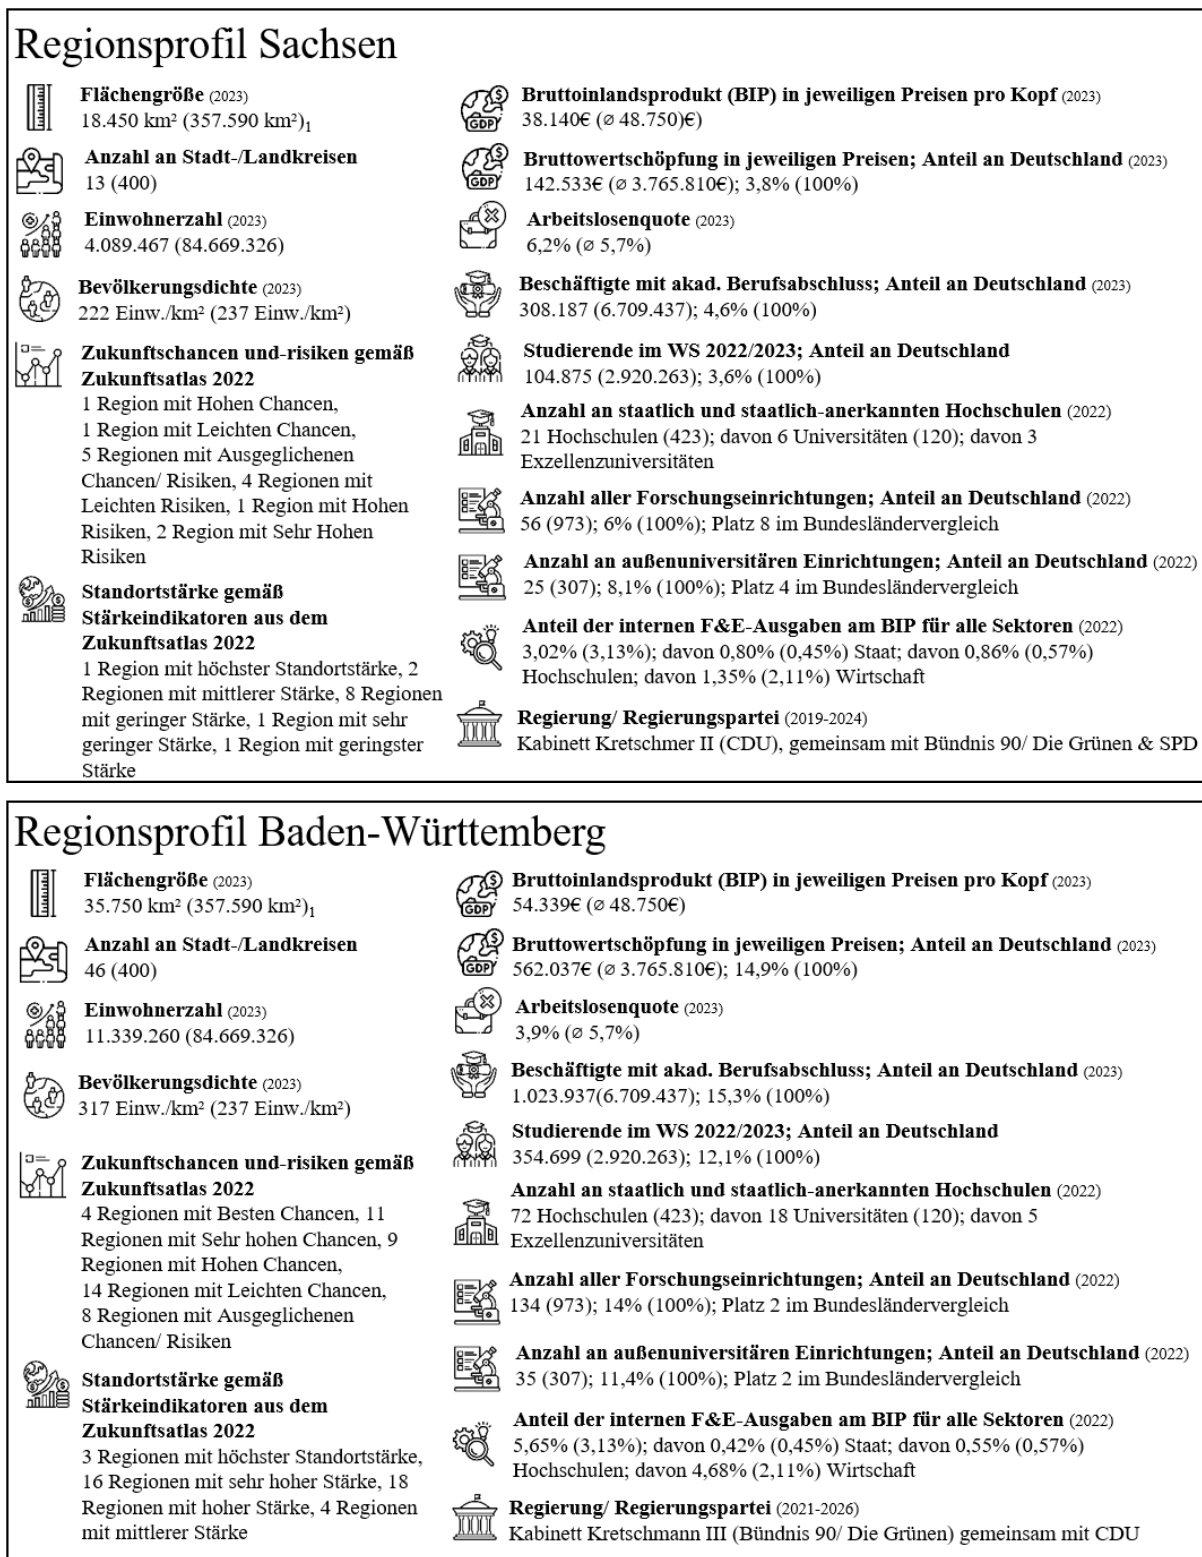 Regionsprofil Sachsen
Flächengröße (2023)
18.450 km² (357.590 km²)₁
Anzahl an Stadt-/Landkreisen
13 (400)
Einwohnerzahl (2023)
4.089.467 (84.669.326)
Bevölkerungsdichte (2023)
222 Einw./km² (237 Einw./km²)
Zukunftschancen und-risiken gemäß
Zukunftsatlas 2022
1 Region mit Hohen Chancen,
1 Region mit Leichten Chancen,
5 Regionen mit Ausgeglichenen
Chancen/ Risiken, 4 Regionen mit
Leichten Risiken, 1 Region mit Hohen
Risiken, 2 Region mit Sehr Hohen
Risiken
Standortstärke gemäß
Stärkeindikatoren aus dem
Zukunftsatlas 2022
1 Region mit höchster Standortstärke, 2
Regionen mit mittlerer Stärke, 8 Regionen
mit geringer Stärke, 1 Region mit sehr
geringer Stärke, 1 Region mit geringster
Stärke
$
GDP
Bruttoinlandsprodukt (BIP) in jeweiligen Preisen pro Kopf (2023)
38.140€ (⌀ 48.750)€)
$
GDP
Bruttowertschöpfung in jeweiligen Preisen; Anteil an Deutschland (2023)
142.533€ (⌀ 3.765.810€); 3,8% (100%)
Arbeitslosenquote (2023)
6,2% (⌀ 5,7%)
Beschäftigte mit akad. Berufsabschluss; Anteil an Deutschland (2023)
308.187 (6.709.437); 4,6% (100%)
Studierende im WS 2022/2023; Anteil an Deutschland
104.875 (2.920.263); 3,6% (100%)
Anzahl an staatlich und staatlich-anerkannten Hochschulen (2022)
21 Hochschulen (423); davon 6 Universitäten (120); davon 3
Exzellenzuniversitäten
Anzahl aller Forschungseinrichtungen; Anteil an Deutschland (2022)
56 (973); 6% (100%); Platz 8 im Bundesländervergleich
Anzahl an außenuniversitären Einrichtungen; Anteil an Deutschland (2022)
25 (307); 8,1% (100%); Platz 4 im Bundesländervergleich
Anteil der internen F&E-Ausgaben am BIP für alle Sektoren (2022)
3,02% (3,13%); davon 0,80% (0,45%) Staat; davon 0,86% (0,57%)
Hochschulen; davon 1,35% (2,11%) Wirtschaft
Regierung/ Regierungspartei (2019-2024)
Kabinett Kretschmer II (CDU), gemeinsam mit Bündnis 90/ Die Grünen & SPD
Regionsprofil Baden-Württemberg
Flächengröße (2023)
35.750 km² (357.590 km²)₁
Anzahl an Stadt-/Landkreisen
46 (400)
Einwohnerzahl (2023)
11.339.260 (84.669.326)
Bevölkerungsdichte (2023)
317 Einw./km² (237 Einw./km²)
Zukunftschancen und-risiken gemäß
Zukunftsatlas 2022
4 Regionen mit Besten Chancen, 11
Regionen mit Sehr hohen Chancen, 9
Regionen mit Hohen Chancen,
14 Regionen mit Leichten Chancen,
8 Regionen mit Ausgeglichenen
Chancen/ Risiken
Standortstärke gemäß
Stärkeindikatoren aus dem
Zukunftsatlas 2022
3 Regionen mit höchster Standortstärke,
16 Regionen mit sehr hoher Stärke, 18
Regionen mit hoher Stärke, 4 Regionen
mit mittlerer Stärke
$
GDP
Bruttoinlandsprodukt (BIP) in jeweiligen Preisen pro Kopf (2023)
54.339€ (⌀ 48.750€)
$
GDP
Bruttowertschöpfung in jeweiligen Preisen; Anteil an Deutschland (2023)
562.037€ (⌀ 3.765.810€); 14,9% (100%)
Arbeitslosenquote (2023)
3,9% (⌀ 5,7%)
Beschäftigte mit akad. Berufsabschluss; Anteil an Deutschland (2023)
1.023.937(6.709.437); 15,3% (100%)
Studierende im WS 2022/2023; Anteil an Deutschland
354.699 (2.920.263); 12,1% (100%)
Anzahl an staatlich und staatlich-anerkannten Hochschulen (2022)
72 Hochschulen (423); davon 18 Universitäten (120); davon 5
Exzellenzuniversitäten
Anzahl aller Forschungseinrichtungen; Anteil an Deutschland (2022)
134 (973); 14% (100%); Platz 2 im Bundesländervergleich
Anzahl an außenuniversitären Einrichtungen; Anteil an Deutschland (2022)
35 (307); 11,4% (100%); Platz 2 im Bundesländervergleich
Anteil der internen F&E-Ausgaben am BIP für alle Sektoren (2022)
5,65% (3,13%); davon 0,42% (0,45%) Staat; davon 0,55% (0,57%)
Hochschulen; davon 4,68% (2,11%) Wirtschaft
Regierung/ Regierungspartei (2021-2026)
Kabinett Kretschmann III (Bündnis 90/ Die Grünen) gemeinsam mit CDU